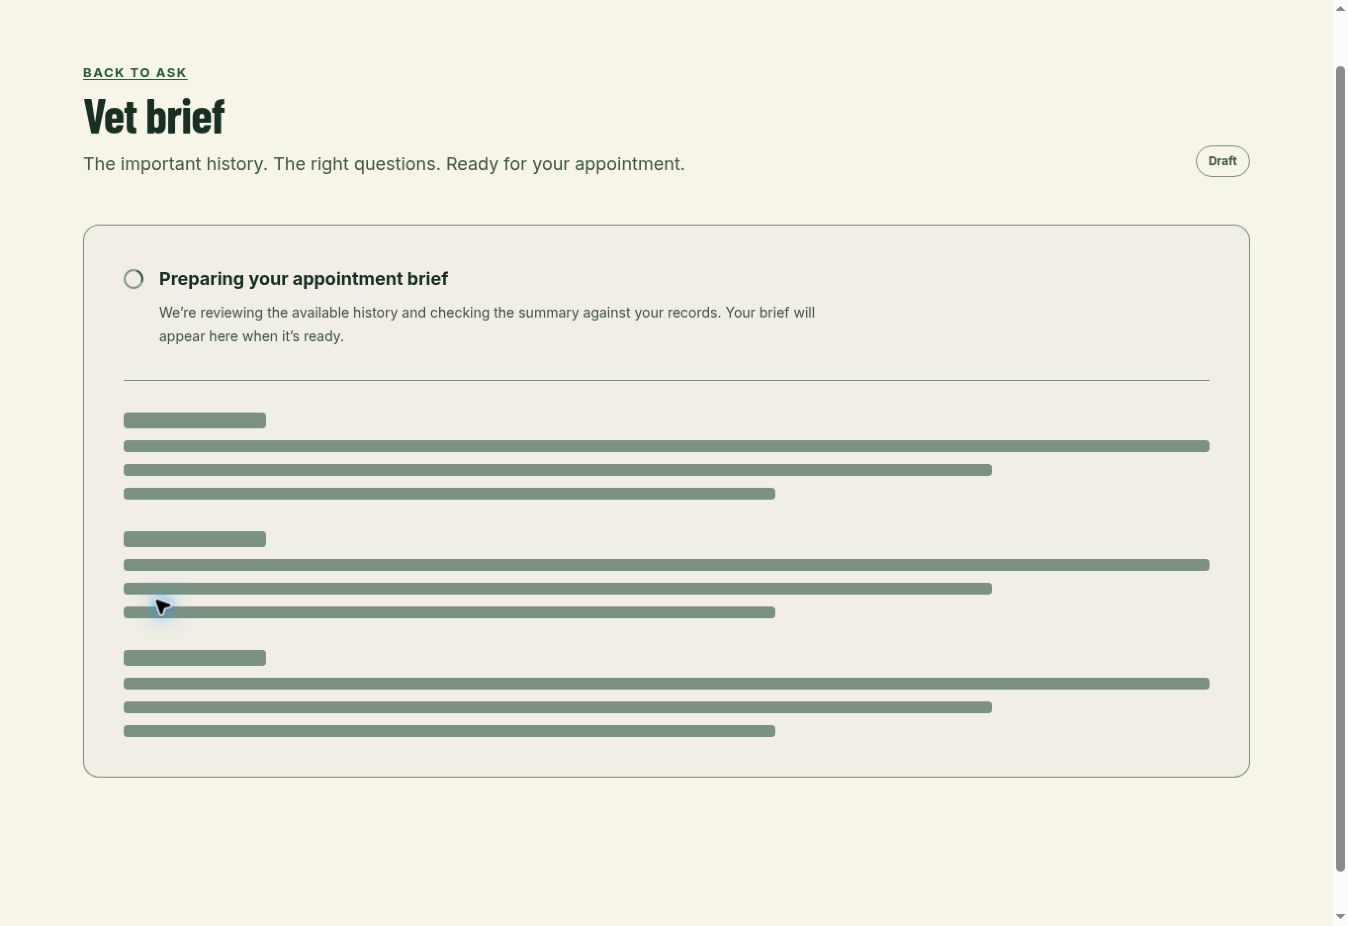 BACK TO ASK
Vet brief
The important history. The right questions. Ready for your appointment.
Draft
Preparing your appointment brief
We’re reviewing the available history and checking the summary against your records. Your brief will
appear here when it’s ready.